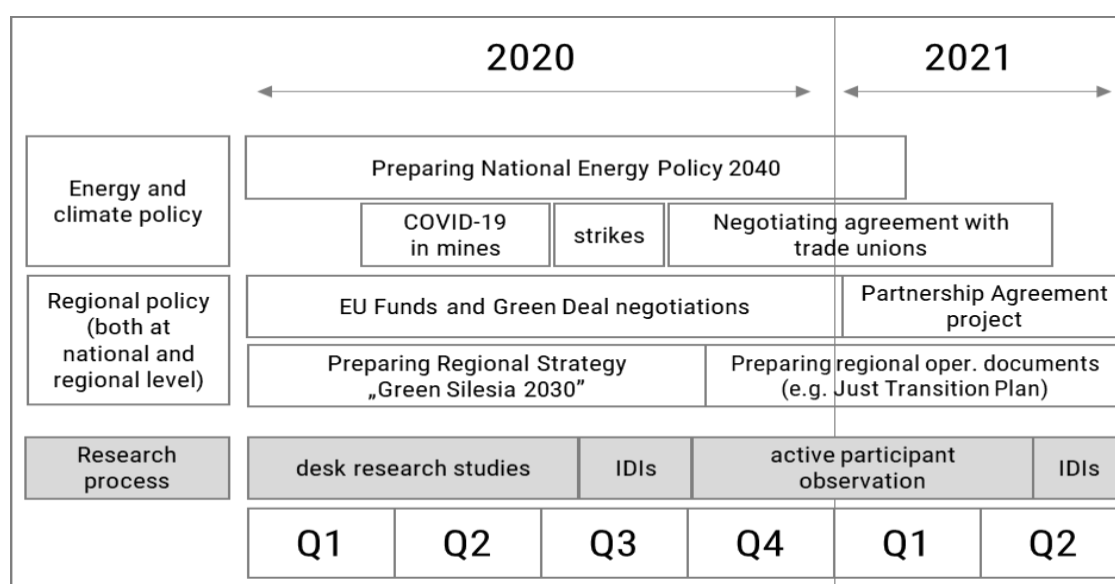 2020
2021
Energy and
climate policy
Preparing National Energy Policy 2040
COVID-19
in mines
strikes
Negotiating agreement with
trade unions
Regional policy
(both at
national and
regional level)
EU Funds and Green Deal negotiations
Partnership Agreement
project
Preparing Regional Strategy
„Green Silesia 2030”
Preparing regional oper. documents
(e.g. Just Transition Plan)
Research
process
desk research studies
IDIs
active participant
observation
IDIs
Q1
Q2
Q3
Q4
Q1
Q2